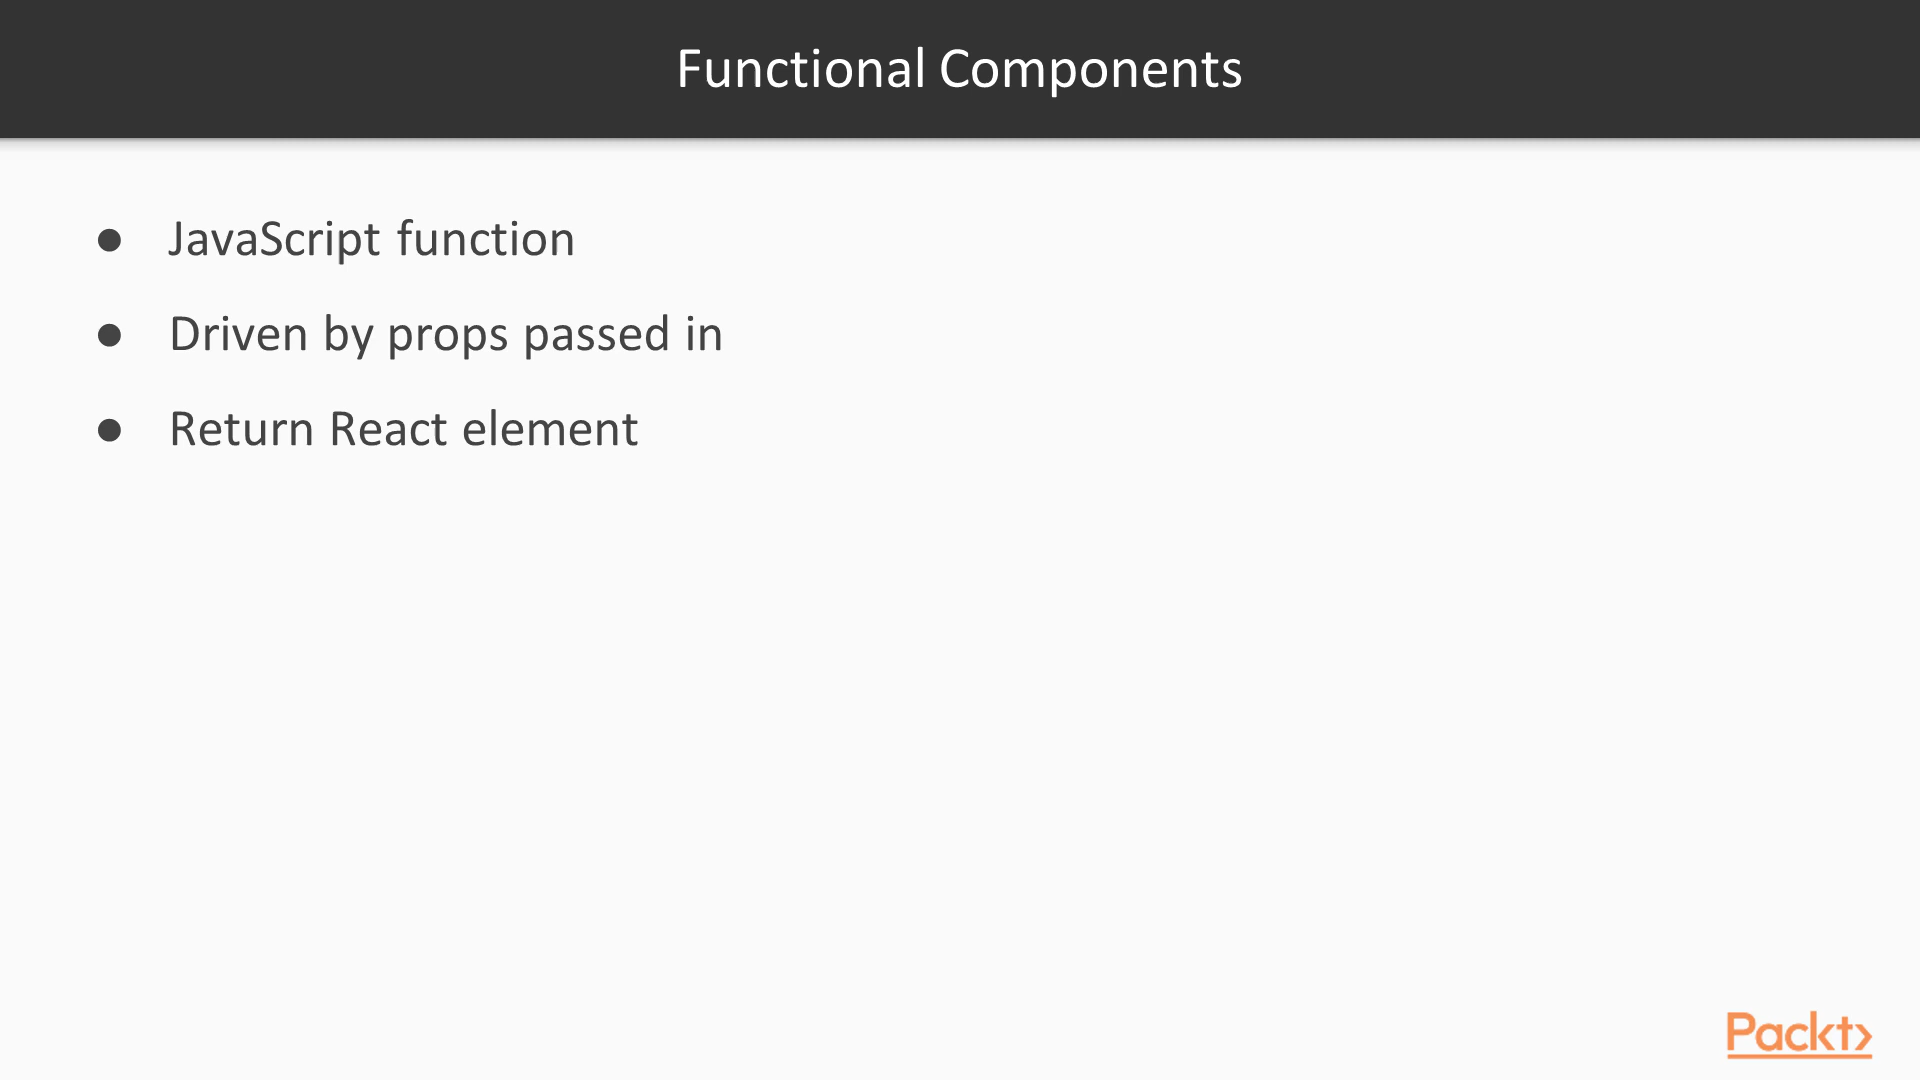 Functional Components
● JavaScript function
● Driven by props passed in
● Return React element
Packt>